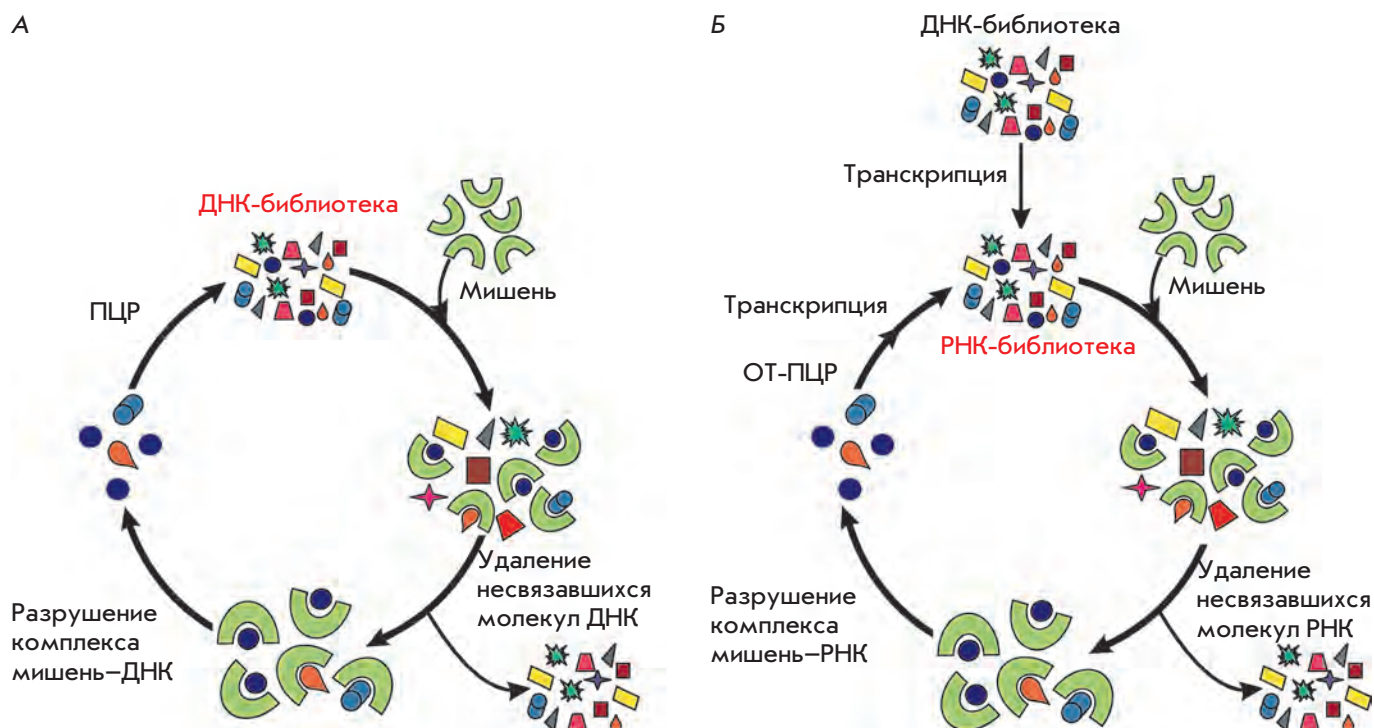 А
ДНК-библиотека
Мишень
ПЦР
Удаление
несвязавшихся
молекул ДНК
Разрушение
комплекса
мишень–ДНК
Б
ДНК-библиотека
Транскрипция
Мишень
Транскрипция
РНК-библиотека
ОТ-ПЦР
Удаление
несвязавшихся
молекул РНК
Разрушение
комплекса
мишень–РНК